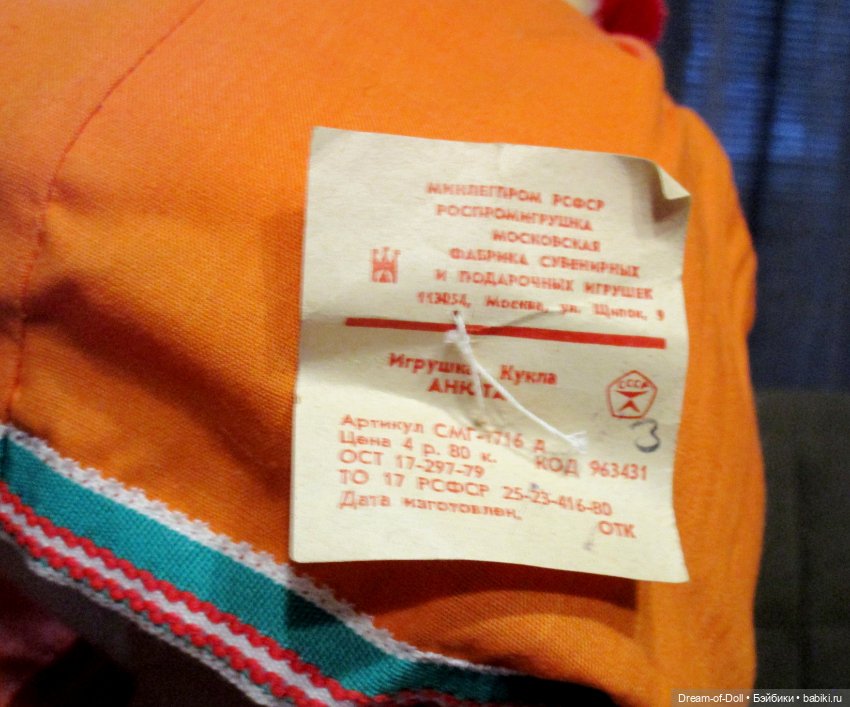 МИНЛЕГПРОМ РСФСР
РОСПРОМИГРУШКА
МОСКОВСКАЯ
ФАБРИКА СУВЕНИРНЫХ
И ПОДАРОЧНЫХ ИГРУШЕК
113054, Москва, ул. Щипок, 9
Игрушка Кукла
АНЮТА
СССР
3
Артикул СМГ-1716 д
Цена 4 р. 80 к. КОД 963431
ОСТ 17-297-79
ТО 17 РСФСР 25-23-416-80
Дата изготовлен.
ОТК
Dream-of-Doll • Бэйбики • babiki.ru